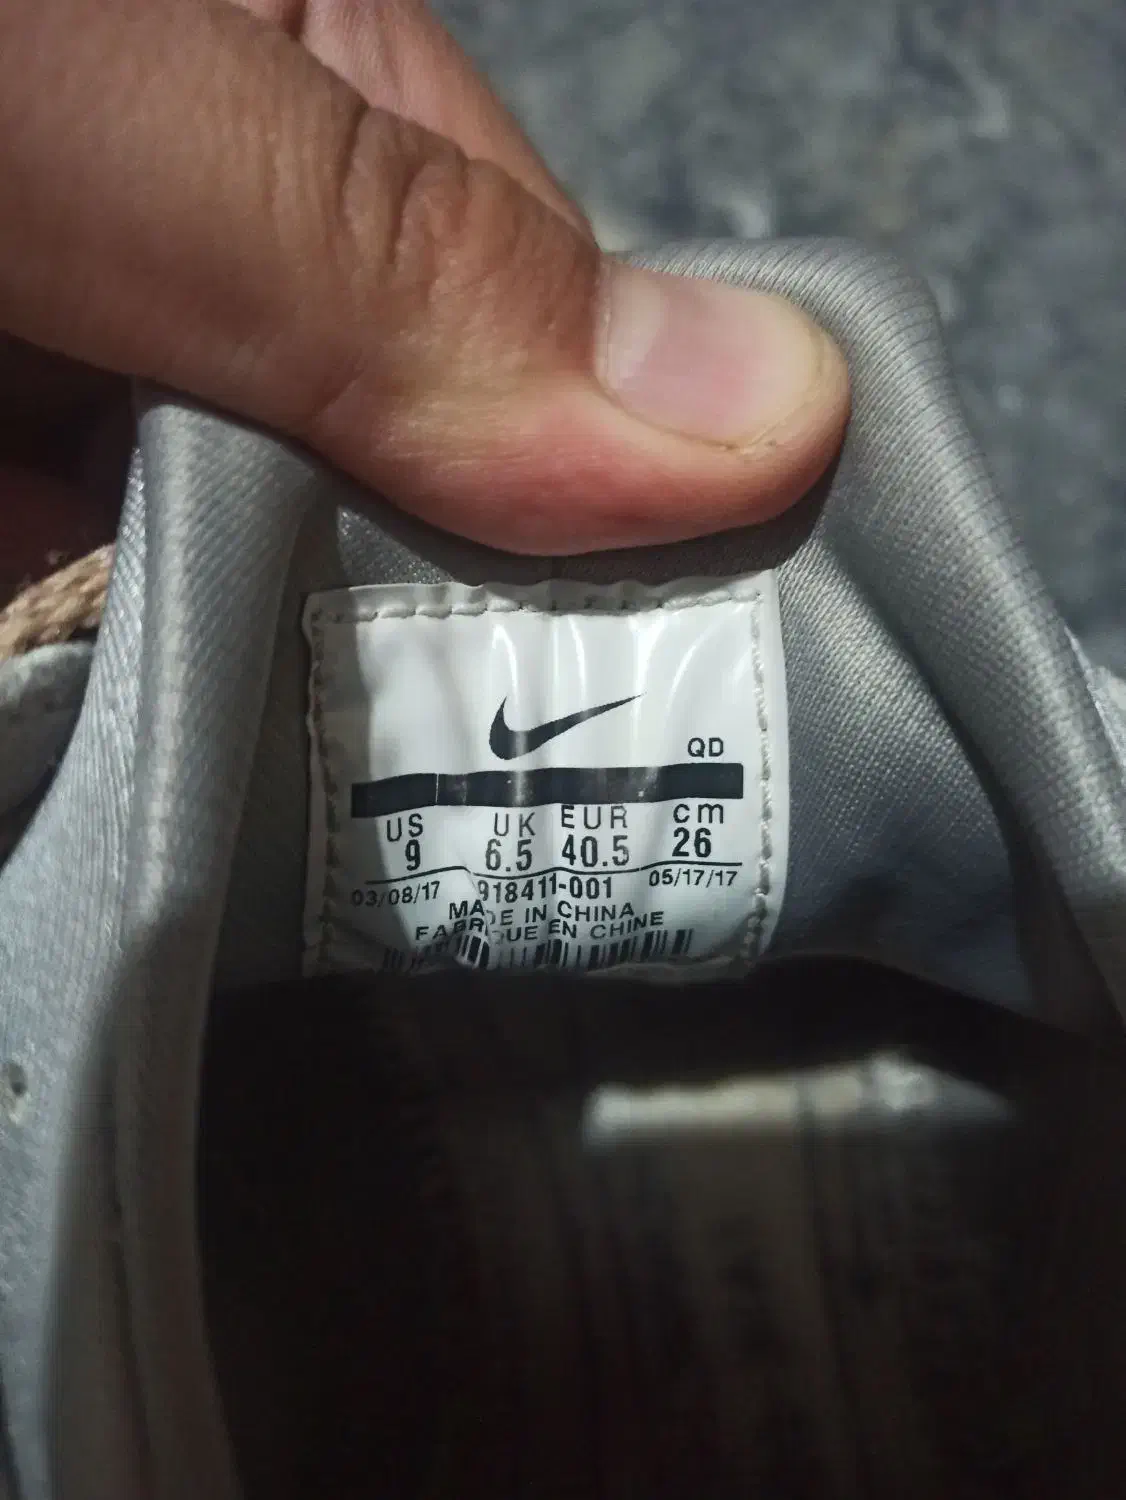 QD
US UK EUR cm
9 6.5 40.5 26
03/08/17 918411-001 05/17/17
MADE IN CHINA
FABRIQUE EN CHINE